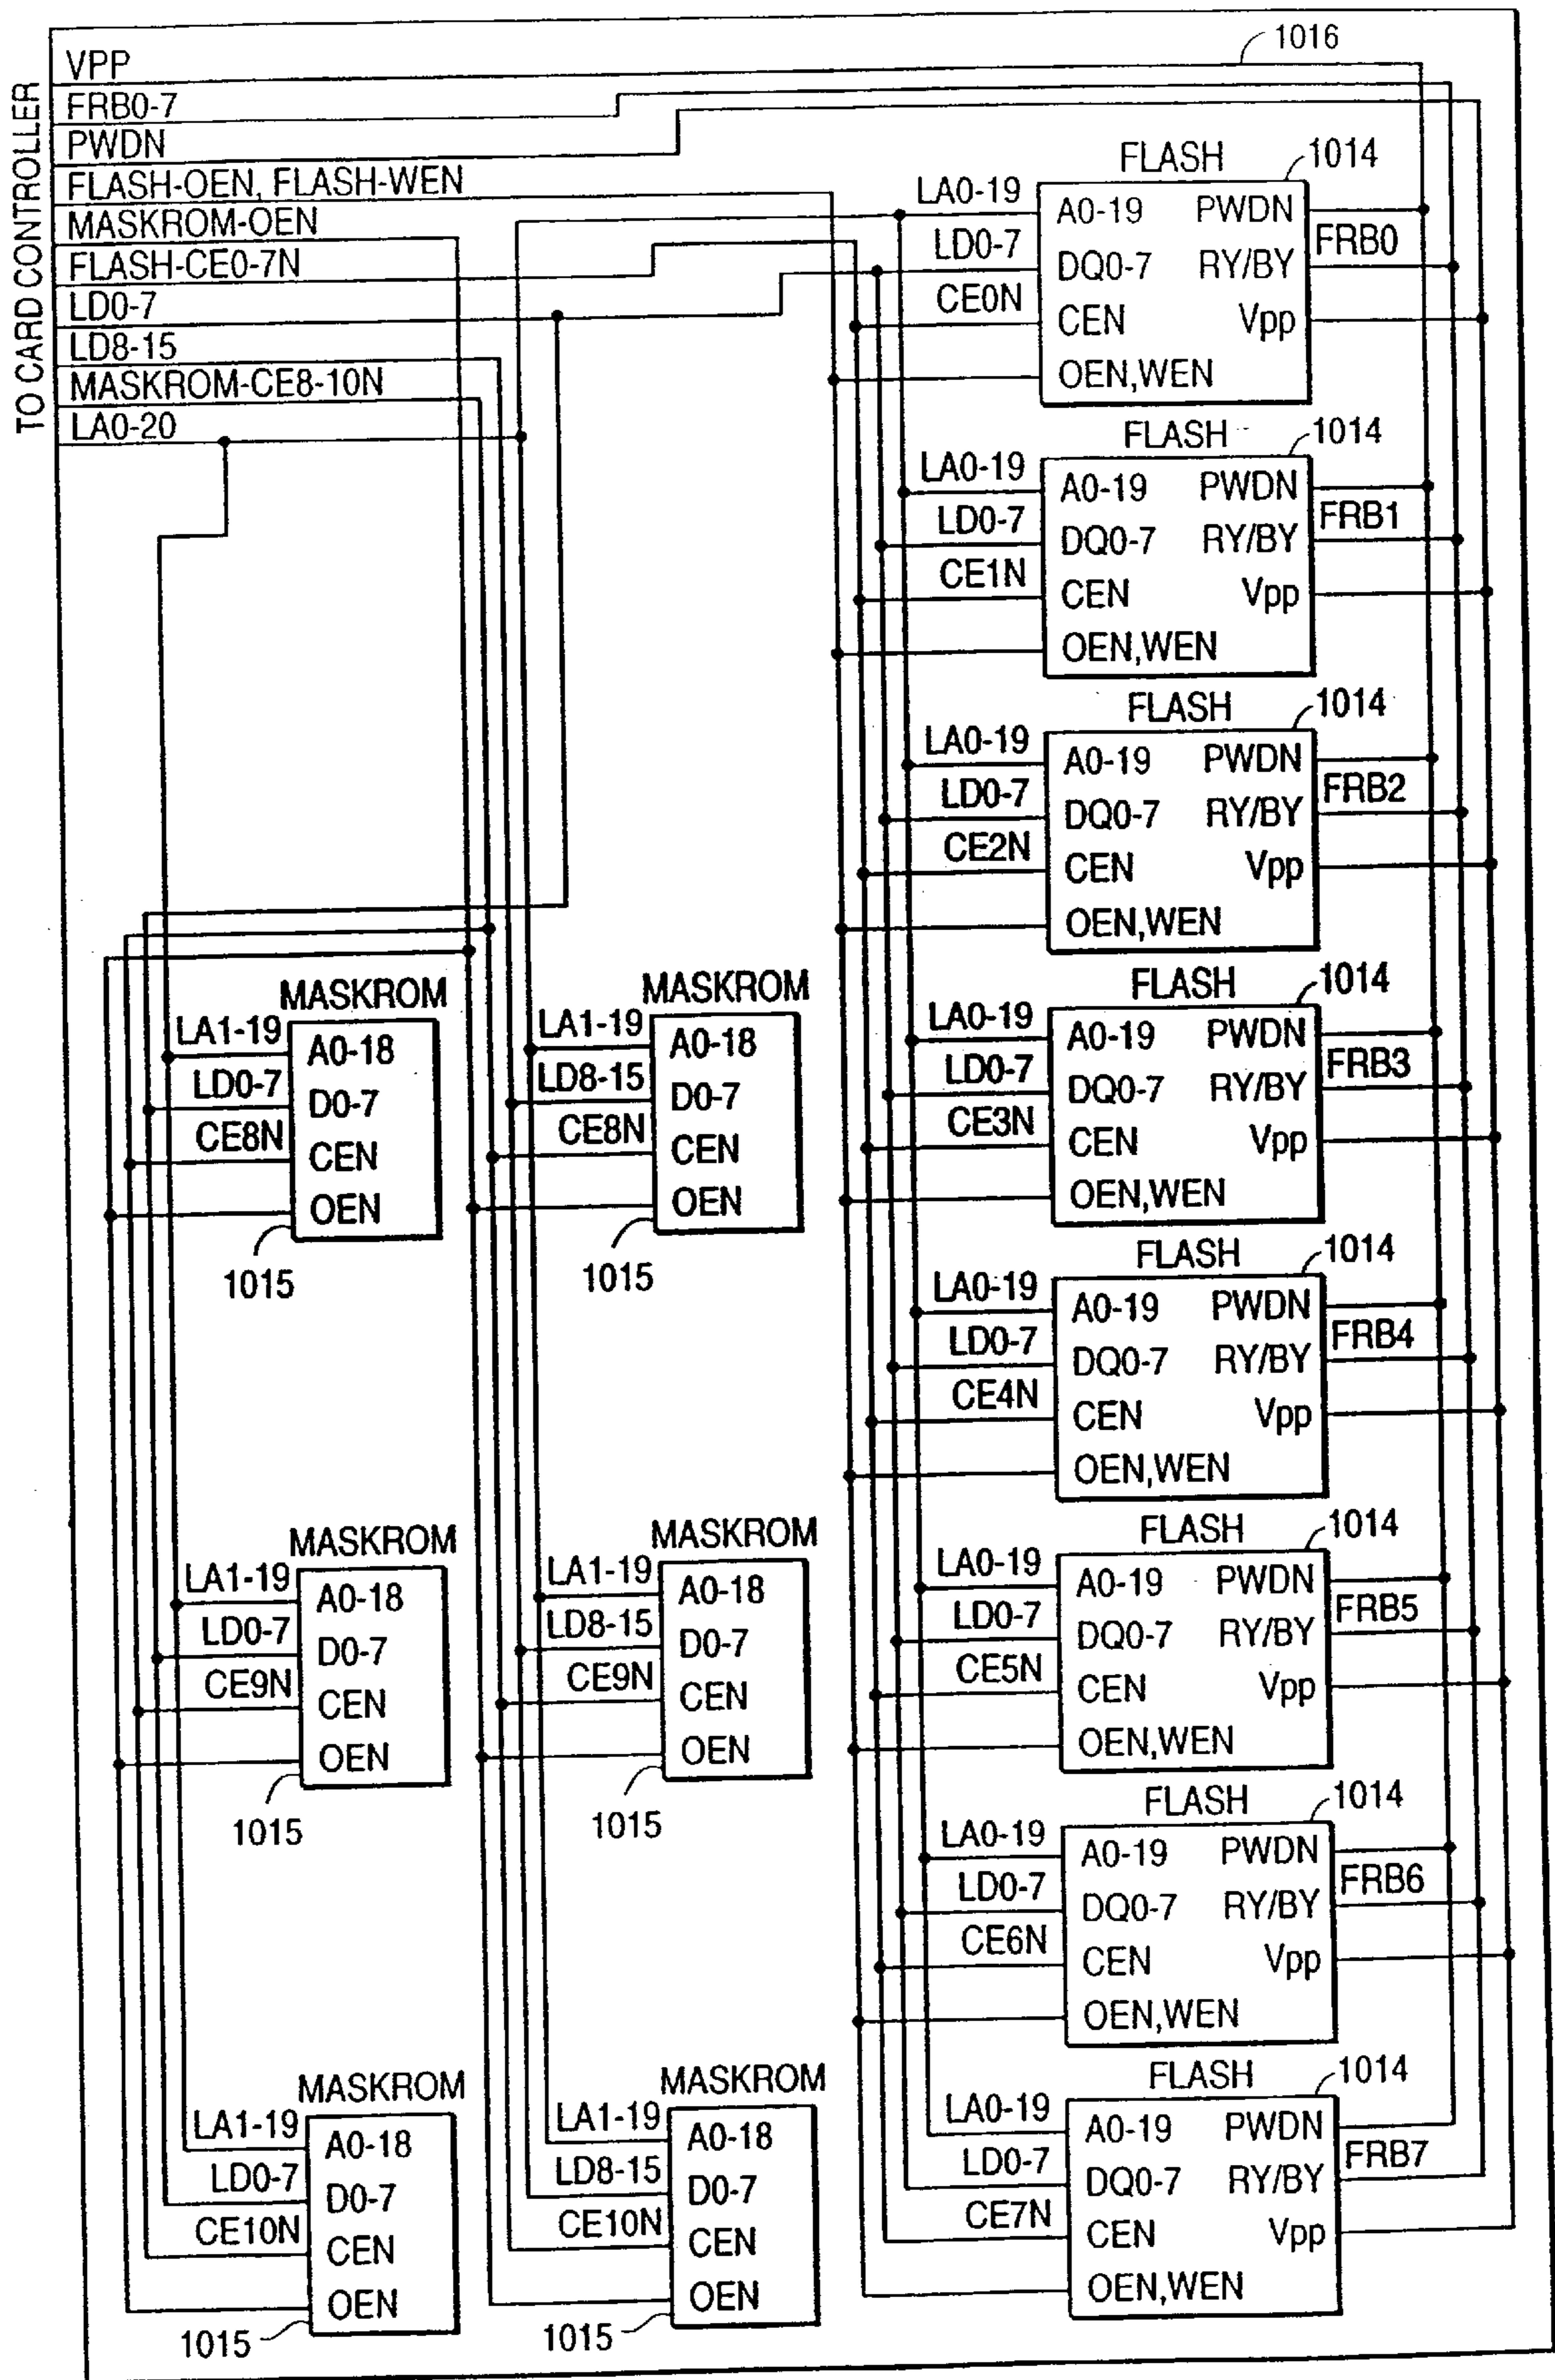 TO CARD CONTROLLER
VPP
1016
FRB0-7
PWDN
FLASH-OEN, FLASH-WEN
MASKROM-OEN
FLASH-CE0-7N
LD0-7
LD8-15
MASKROM-CE8-10N
LA0-20
FLASH 1014
LA0-19 A0-19 PWDN
LD0-7 DQ0-7 RY/BY FRB0
CE0N CEN Vpp
OEN,WEN
FLASH 1014
LA0-19 A0-19 PWDN
LD0-7 DQ0-7 RY/BY FRB1
CE1N CEN Vpp
OEN,WEN
FLASH 1014
LA0-19 A0-19 PWDN
LD0-7 DQ0-7 RY/BY FRB2
CE2N CEN Vpp
OEN,WEN
FLASH 1014
LA0-19 A0-19 PWDN
LD0-7 DQ0-7 RY/BY FRB3
CE3N CEN Vpp
OEN,WEN
FLASH 1014
LA0-19 A0-19 PWDN
LD0-7 DQ0-7 RY/BY FRB4
CE4N CEN Vpp
OEN,WEN
FLASH 1014
LA0-19 A0-19 PWDN
LD0-7 DQ0-7 RY/BY FRB5
CE5N CEN Vpp
OEN,WEN
FLASH 1014
LA0-19 A0-19 PWDN
LD0-7 DQ0-7 RY/BY FRB6
CE6N CEN Vpp
OEN,WEN
FLASH 1014
LA0-19 A0-19 PWDN
LD0-7 DQ0-7 RY/BY FRB7
CE7N CEN Vpp
OEN,WEN
MASKROM
LA1-19 A0-18
LD0-7 D0-7
CE8N CEN
OEN
1015
MASKROM
LA1-19 A0-18
LD8-15 D0-7
CE8N CEN
OEN
1015
MASKROM
LA1-19 A0-18
LD0-7 D0-7
CE9N CEN
OEN
1015
MASKROM
LA1-19 A0-18
LD8-15 D0-7
CE9N CEN
OEN
1015
MASKROM
LA1-19 A0-18
LD0-7 D0-7
CE10N CEN
OEN
1015
MASKROM
LA1-19 A0-18
LD8-15 D0-7
CE10N CEN
OEN
1015